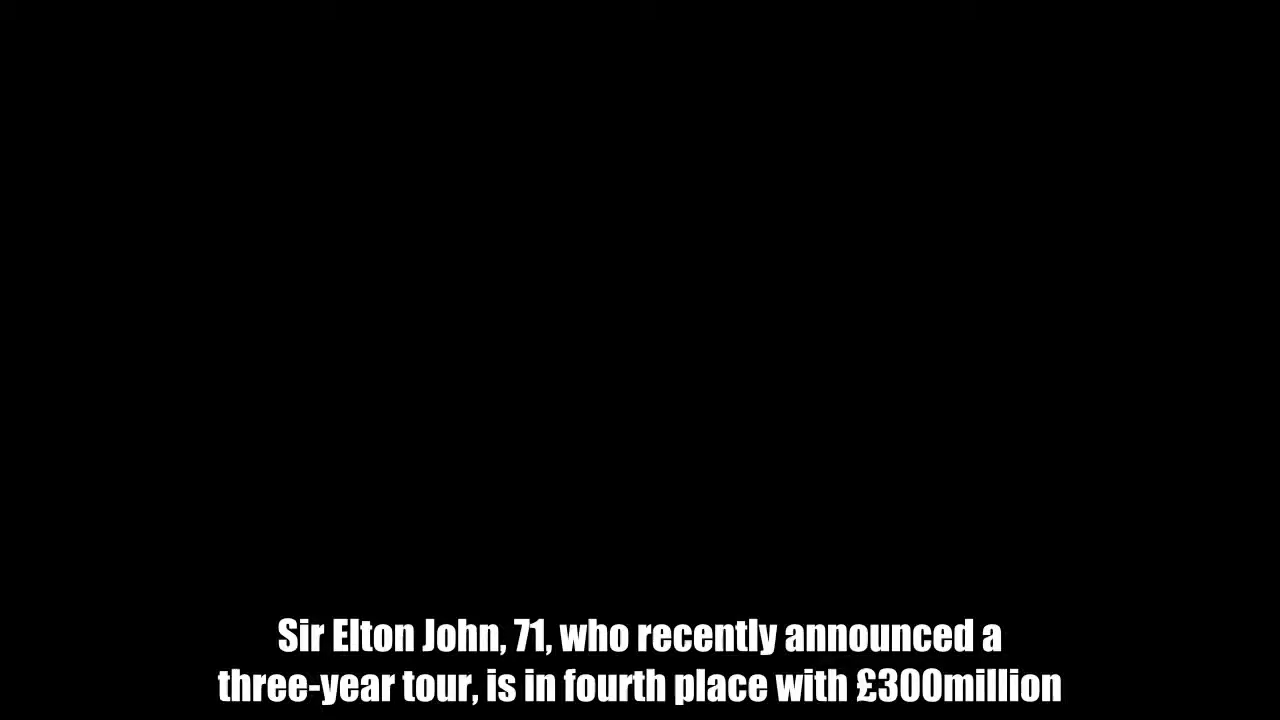 Sir Elton John, 71, who recently announced a
three-year tour, is in fourth place with £300million